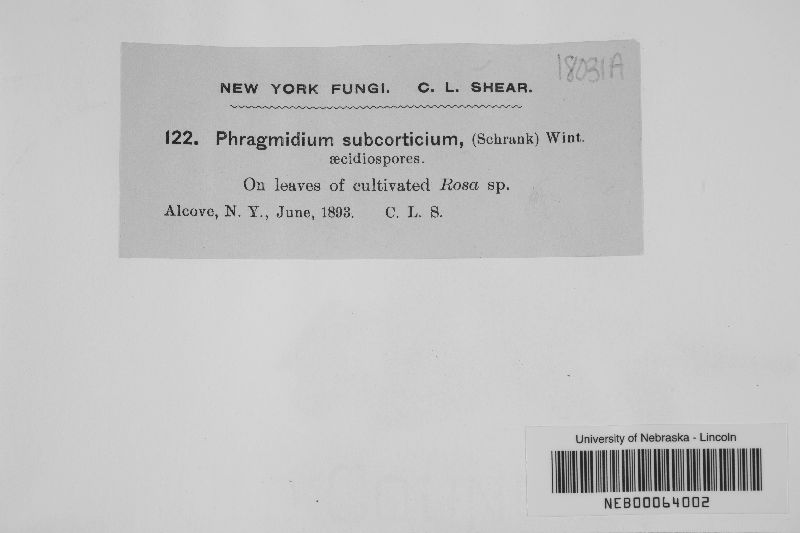 18031A
NEW YORK FUNGI. C. L. SHEAR.
122. Phragmidium subcorticium, (Schrank) Wint.
æcidiospores.
On leaves of cultivated Rosa sp.
Alcove, N. Y., June, 1893. C. L. S.
University of Nebraska - Lincoln
NEB00064002